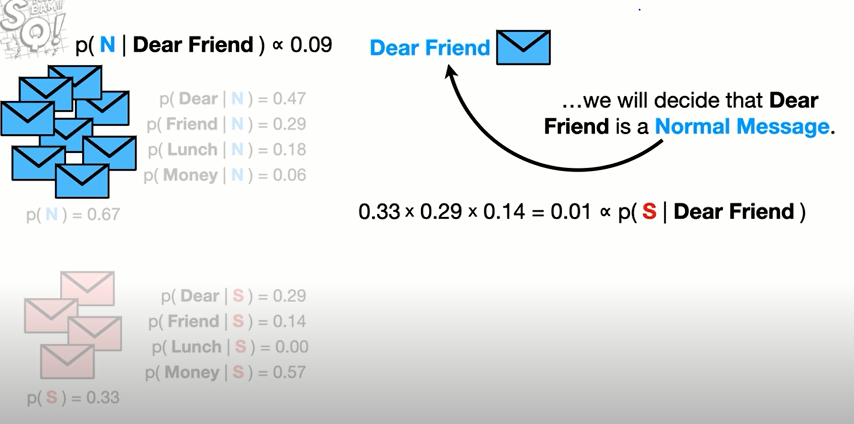 SQ!
p( N | Dear Friend ) ∝ 0.09
Dear Friend
p( Dear | N ) = 0.47
p( Friend | N ) = 0.29
p( Lunch | N ) = 0.18
p( Money | N ) = 0.06
p( N ) = 0.67
…we will decide that Dear
Friend is a Normal Message.
0.33 × 0.29 × 0.14 = 0.01 ∝ p( S | Dear Friend )
p( Dear | S ) = 0.29
p( Friend | S ) = 0.14
p( Lunch | S ) = 0.00
p( Money | S ) = 0.57
p( S ) = 0.33